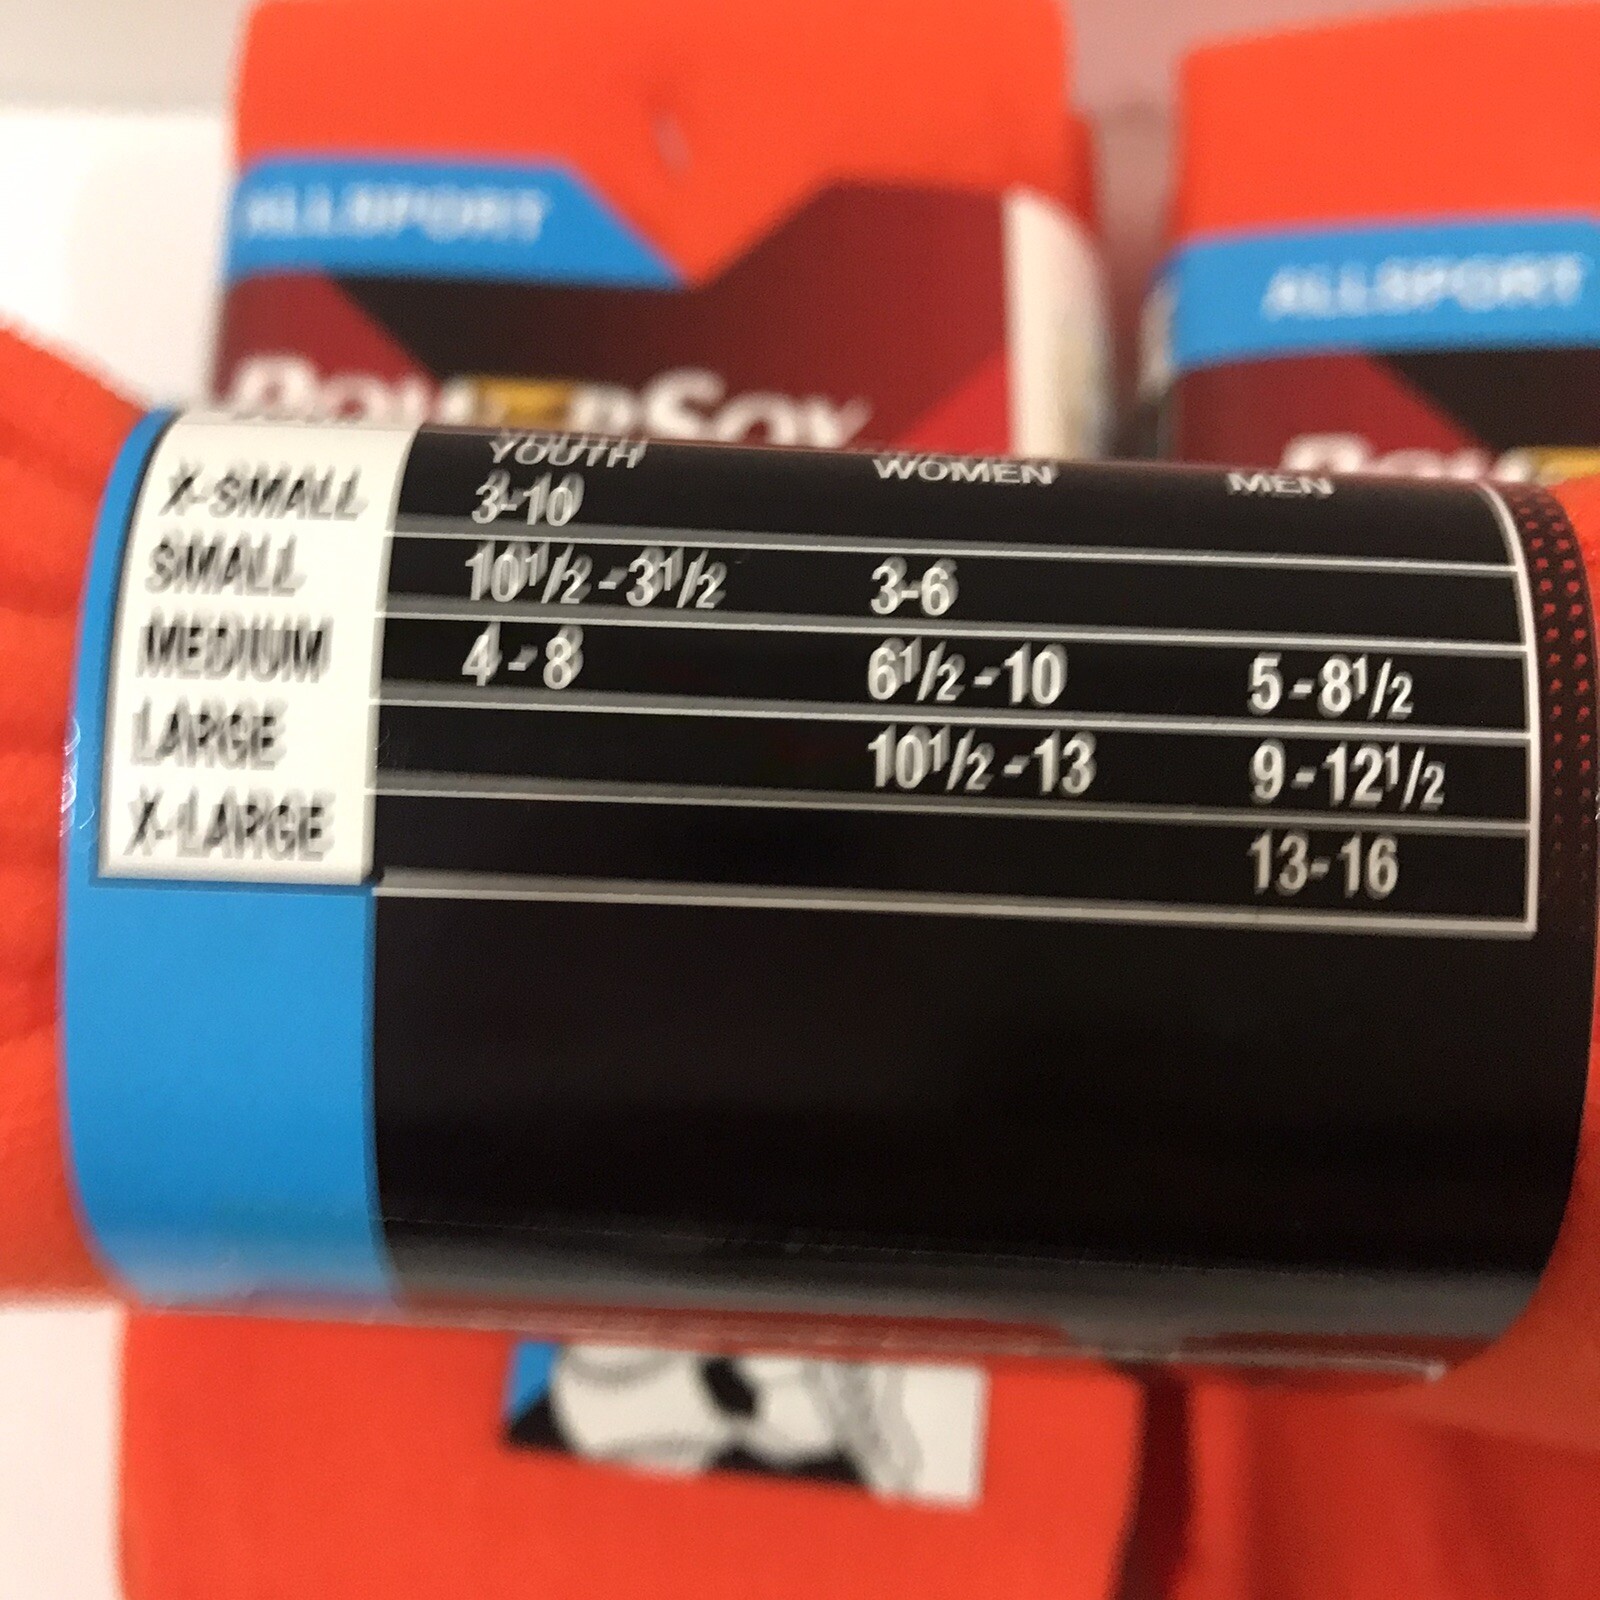 ALLSPORT
ALLSPORT
POWERSOX
YOUTH WOMEN MEN
X-SMALL 3-10
SMALL 10 1/2 - 3 1/2 3-6
MEDIUM 4 - 8 6 1/2 - 10 5 - 8 1/2
LARGE 10 1/2 - 13 9 - 12 1/2
X-LARGE 13- 16